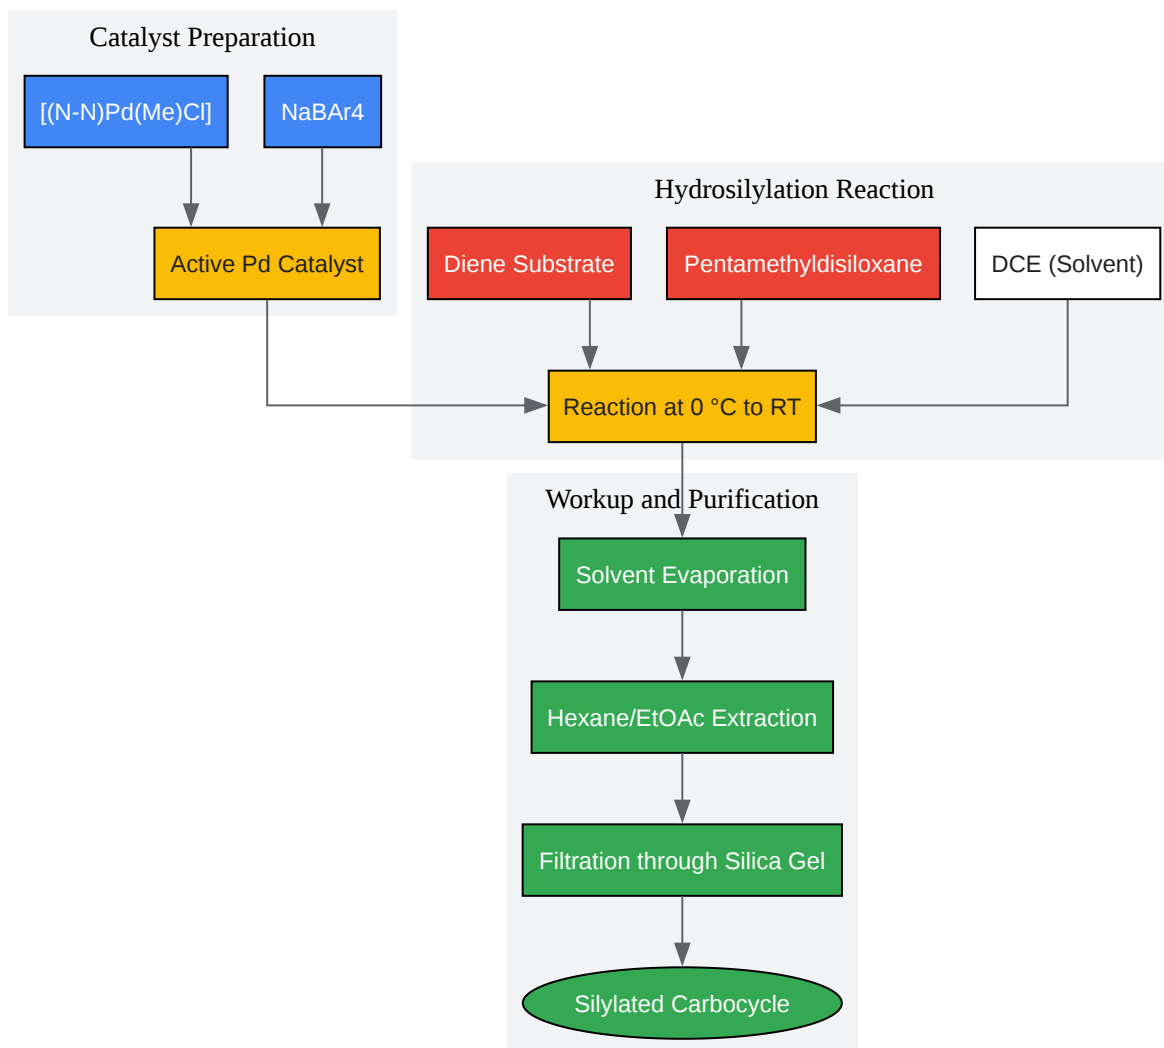 Catalyst Preparation
[(N-N)Pd(Me)Cl]
NaBAr4
Active Pd Catalyst
Hydrosilylation Reaction
Diene Substrate
Pentamethyldisiloxane
DCE (Solvent)
Reaction at 0 °C to RT
Workup and Purification
Solvent Evaporation
Hexane/EtOAc Extraction
Filtration through Silica Gel
Silylated Carbocycle